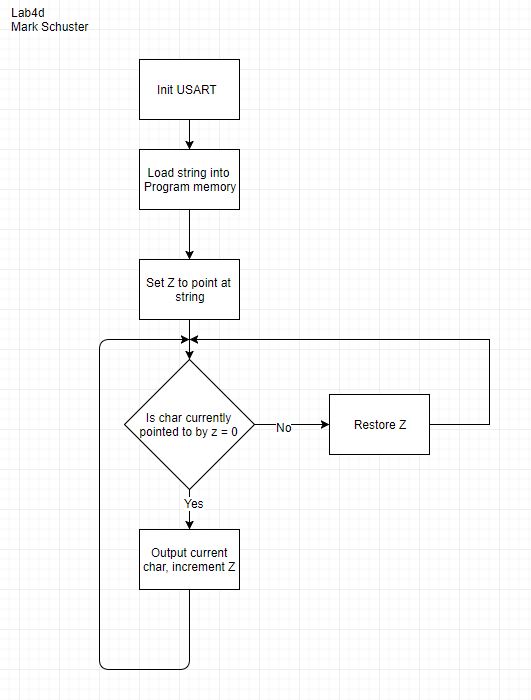 Lab4d
Mark Schuster
Init USART
Load string into
Program memory
Set Z to point at
string
Is char currently
pointed to by z = 0
No
Restore Z
Yes
Output current
char, increment Z